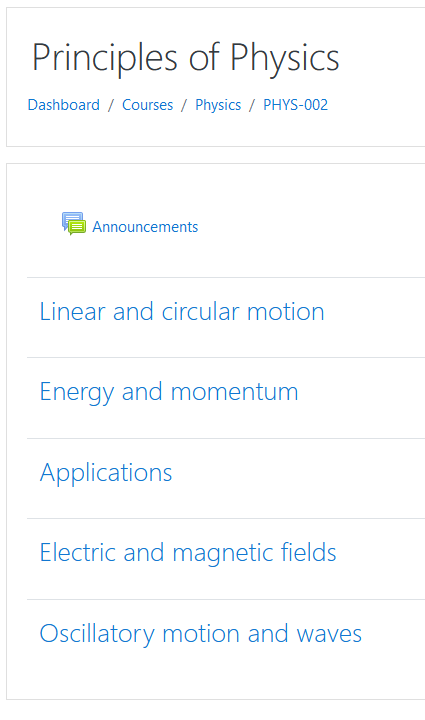 Principles of Physics
Dashboard / Courses / Physics / PHYS-002
Announcements
Linear and circular motion
Energy and momentum
Applications
Electric and magnetic fields
Oscillatory motion and waves